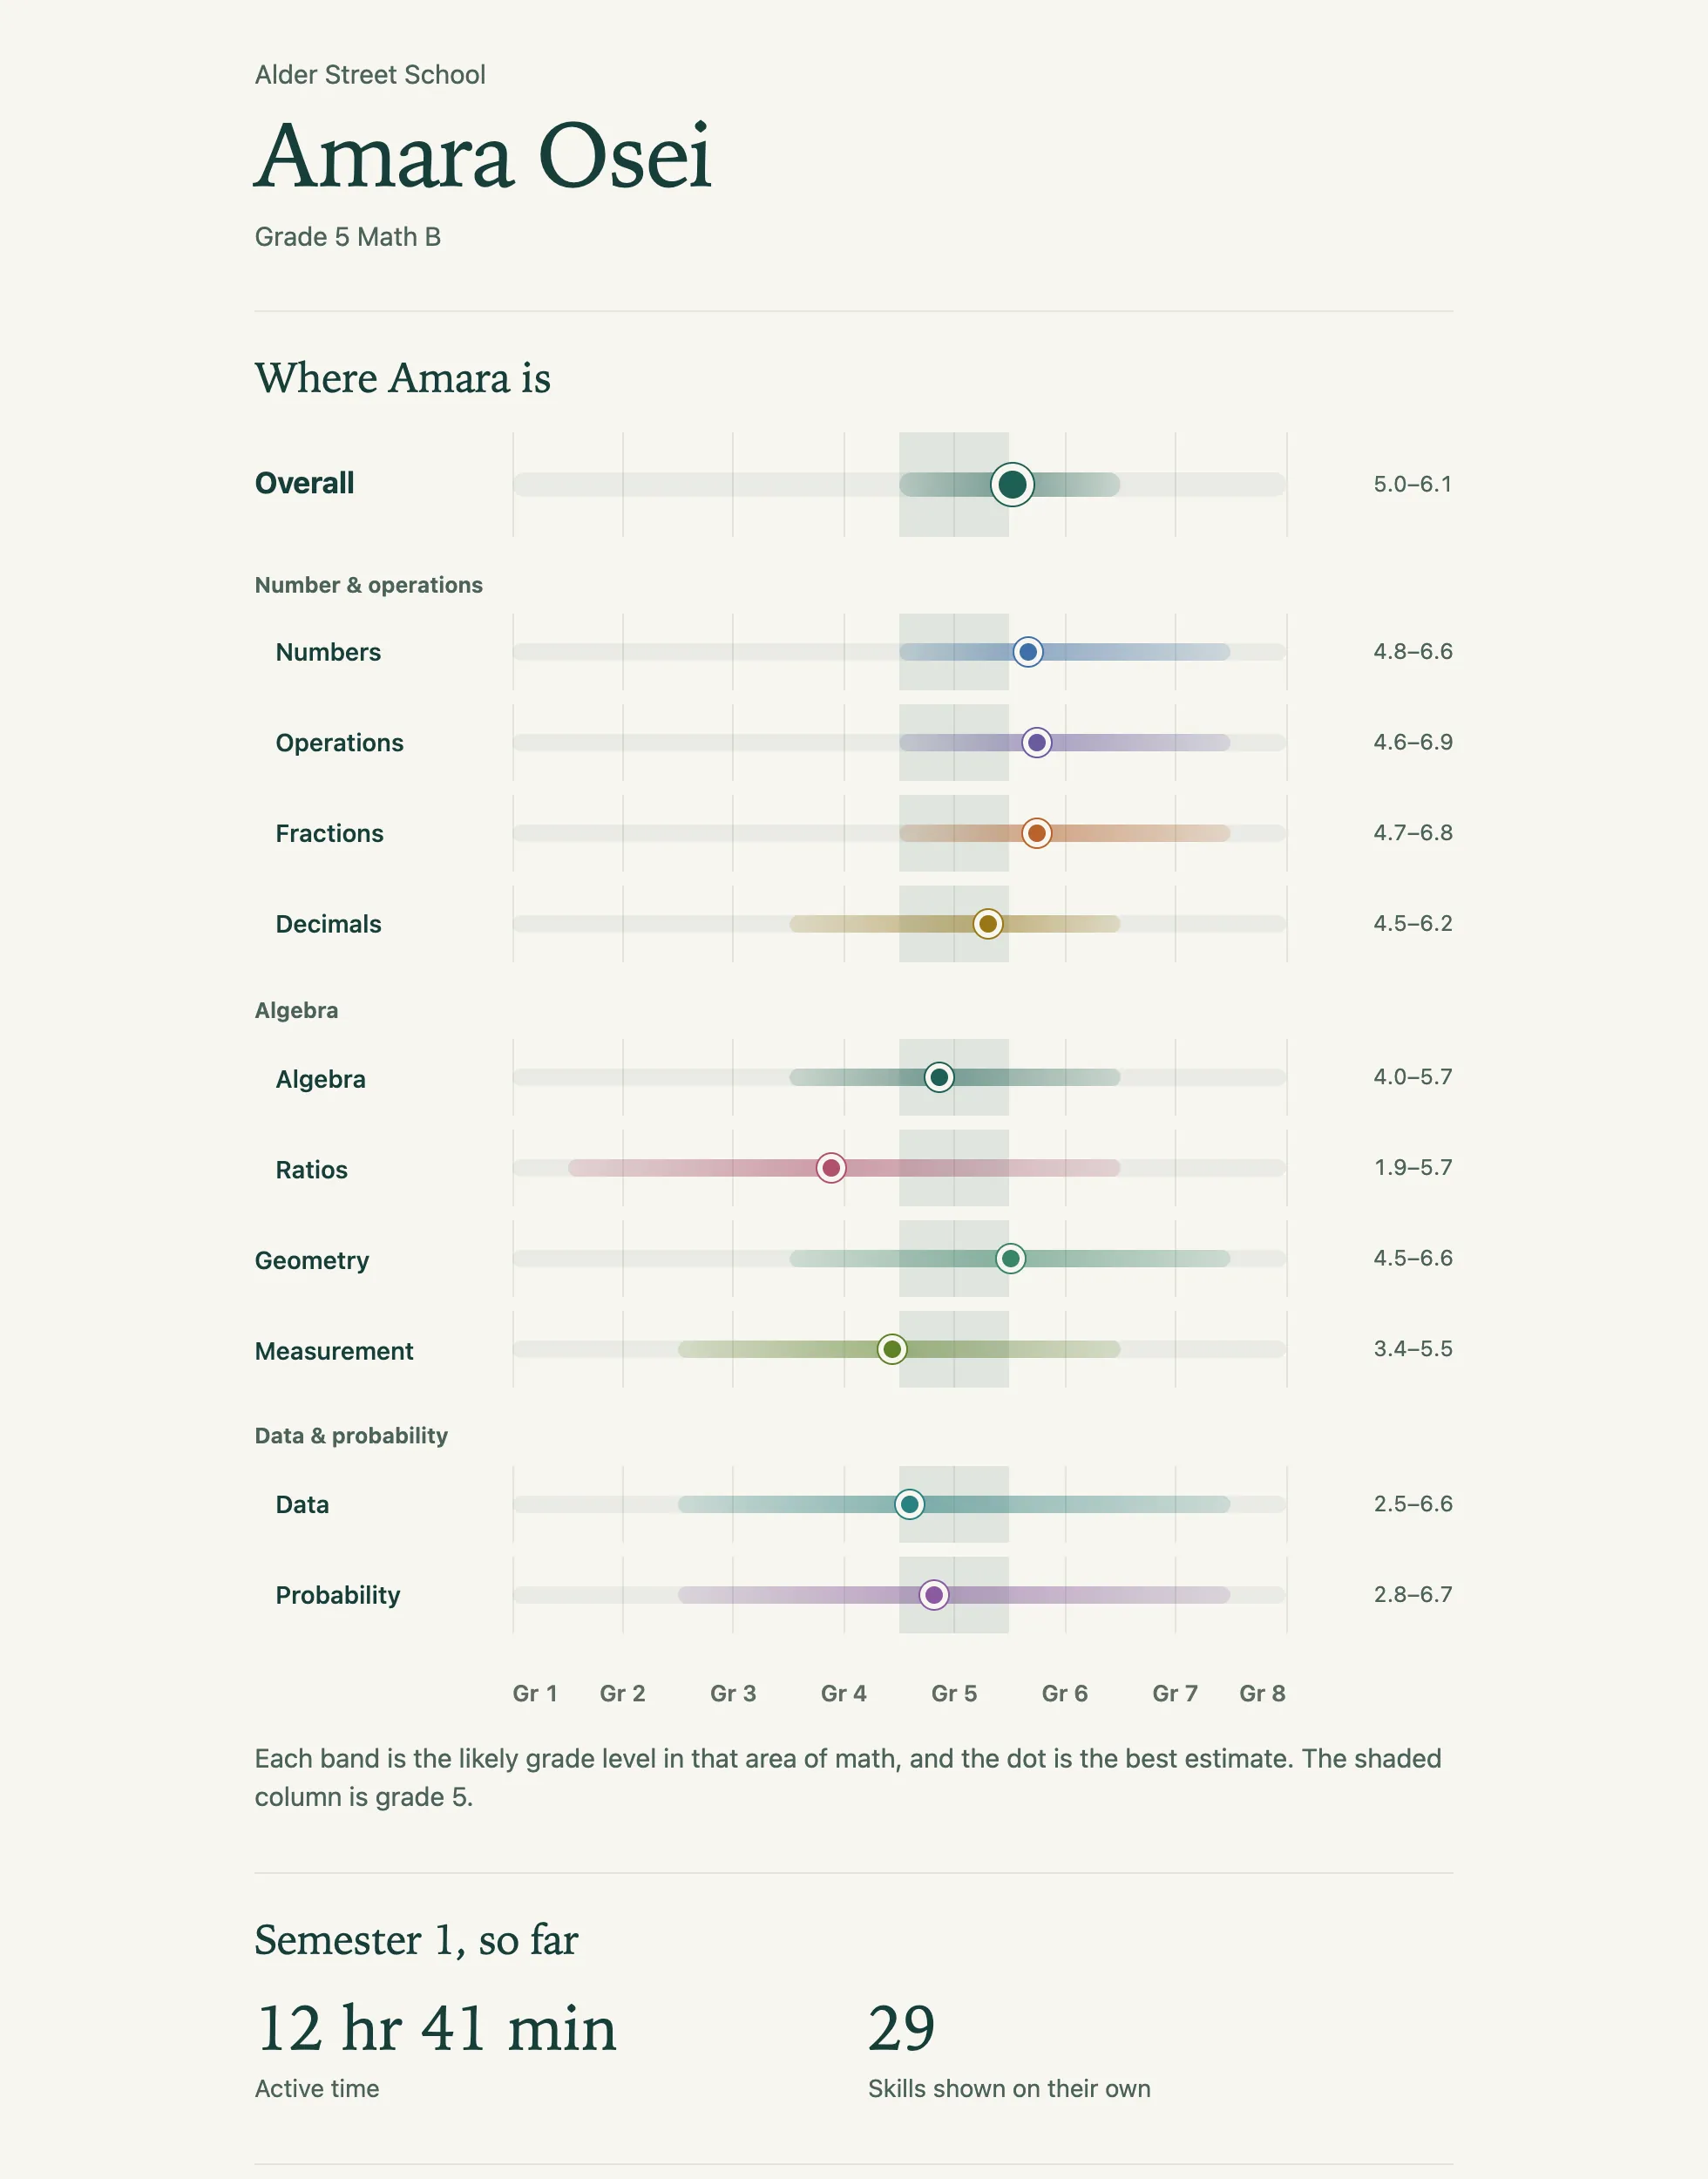 Alder Street School
Amara Osei
Grade 5 Math B
Where Amara is
Overall
5.0–6.1
Number & operations
Numbers
4.8–6.6
Operations
4.6–6.9
Fractions
4.7–6.8
Decimals
4.5–6.2
Algebra
Algebra
4.0–5.7
Ratios
1.9–5.7
Geometry
4.5–6.6
Measurement
3.4–5.5
Data & probability
Data
2.5–6.6
Probability
2.8–6.7
Gr 1 Gr 2 Gr 3 Gr 4 Gr 5 Gr 6 Gr 7 Gr 8
Each band is the likely grade level in that area of math, and the dot is the best estimate. The shaded
column is grade 5.
Semester 1, so far
12 hr 41 min
Active time
29
Skills shown on their own